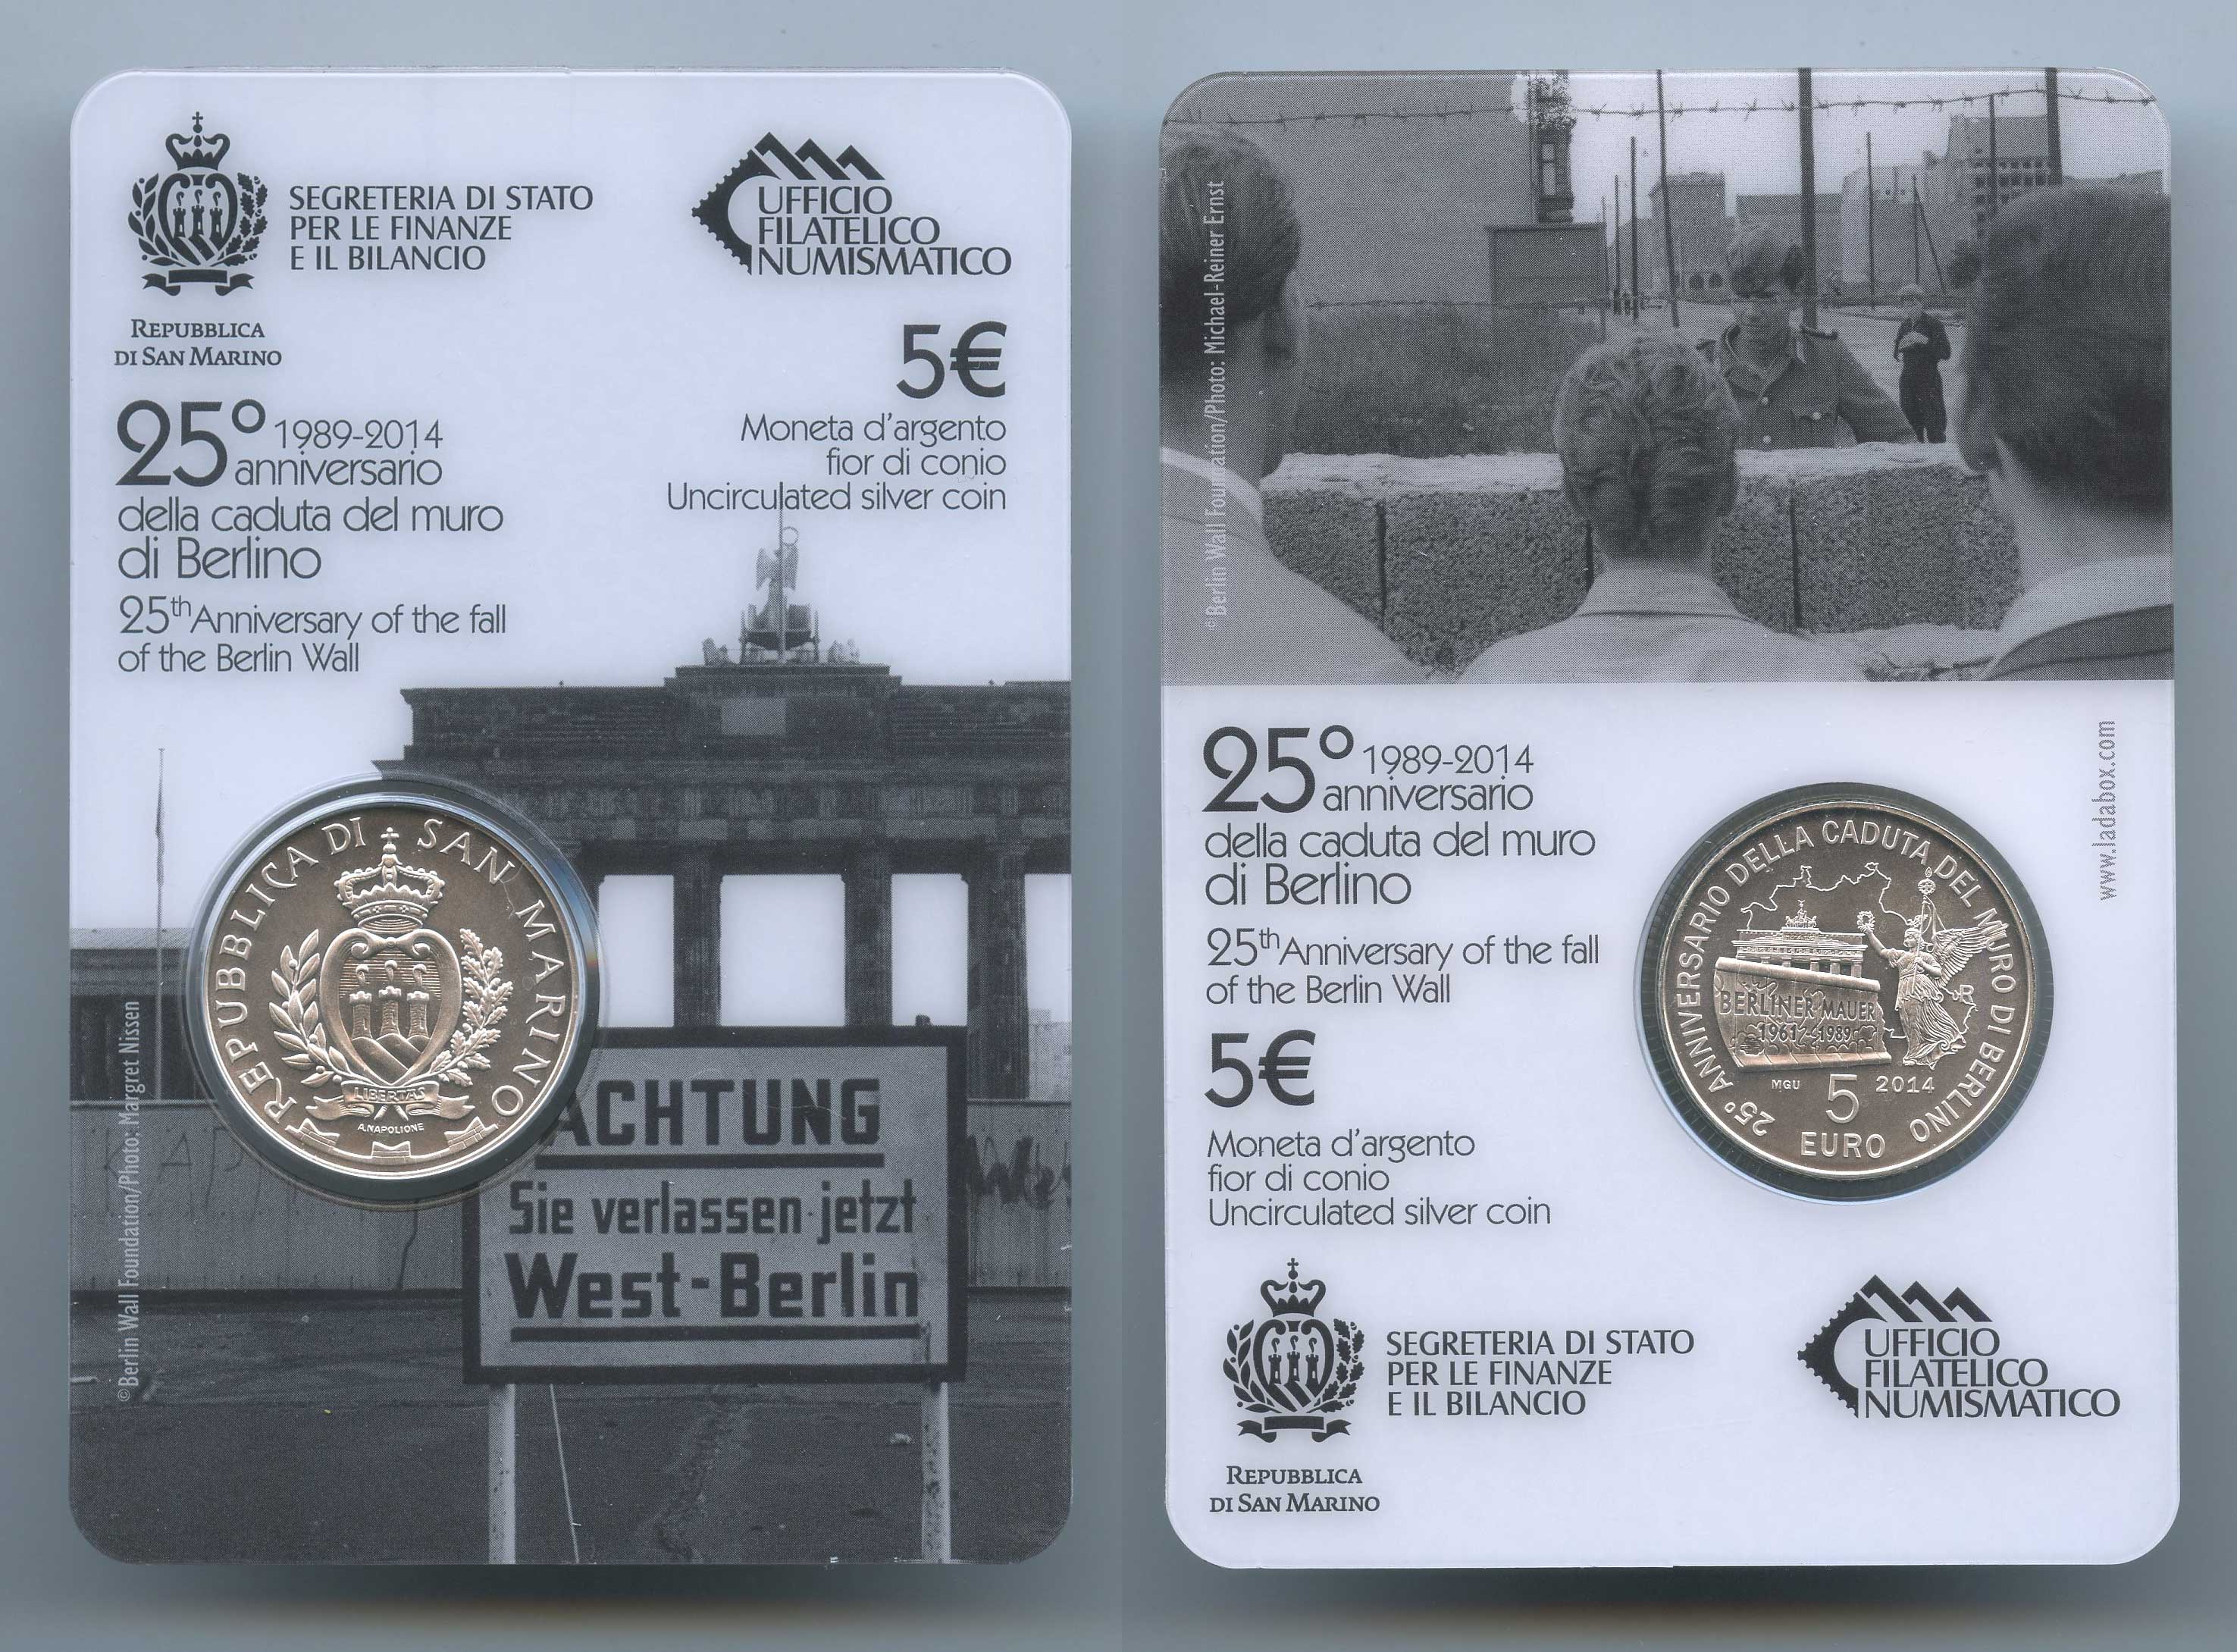 SEGRETERIA DI STATO
PER LE FINANZE
E IL BILANCIO
REPUBBLICA
DI SAN MARINO
UFFICIO
FILATELICO
NUMISMATICO
5€
Moneta d'argento
fior di conio
Uncirculated silver coin
25° 1989-2014
anniversario
della caduta del muro
di Berlino
25th Anniversary of the fall
of the Berlin Wall
REPUBBLICA DI SAN MARINO
LIBERTAS
A.NAPOLIONE
ACHTUNG
Sie verlassen jetzt
West-Berlin
©Berlin Wall Foundation/Photo: Margret Nissen
©Berlin Wall Foundation/Photo: Michael-Reiner Ernst
25° 1989-2014
anniversario
della caduta del muro
di Berlino
25th Anniversary of the fall
of the Berlin Wall
5€
Moneta d'argento
fior di conio
Uncirculated silver coin
www.ladabox.com
25° ANNIVERSARIO DELLA CADUTA DEL MURO DI BERLINO
BERLINER MAUER
1961-1989
R
MGU
5
2014
EURO
SEGRETERIA DI STATO
PER LE FINANZE
E IL BILANCIO
REPUBBLICA
DI SAN MARINO
UFFICIO
FILATELICO
NUMISMATICO